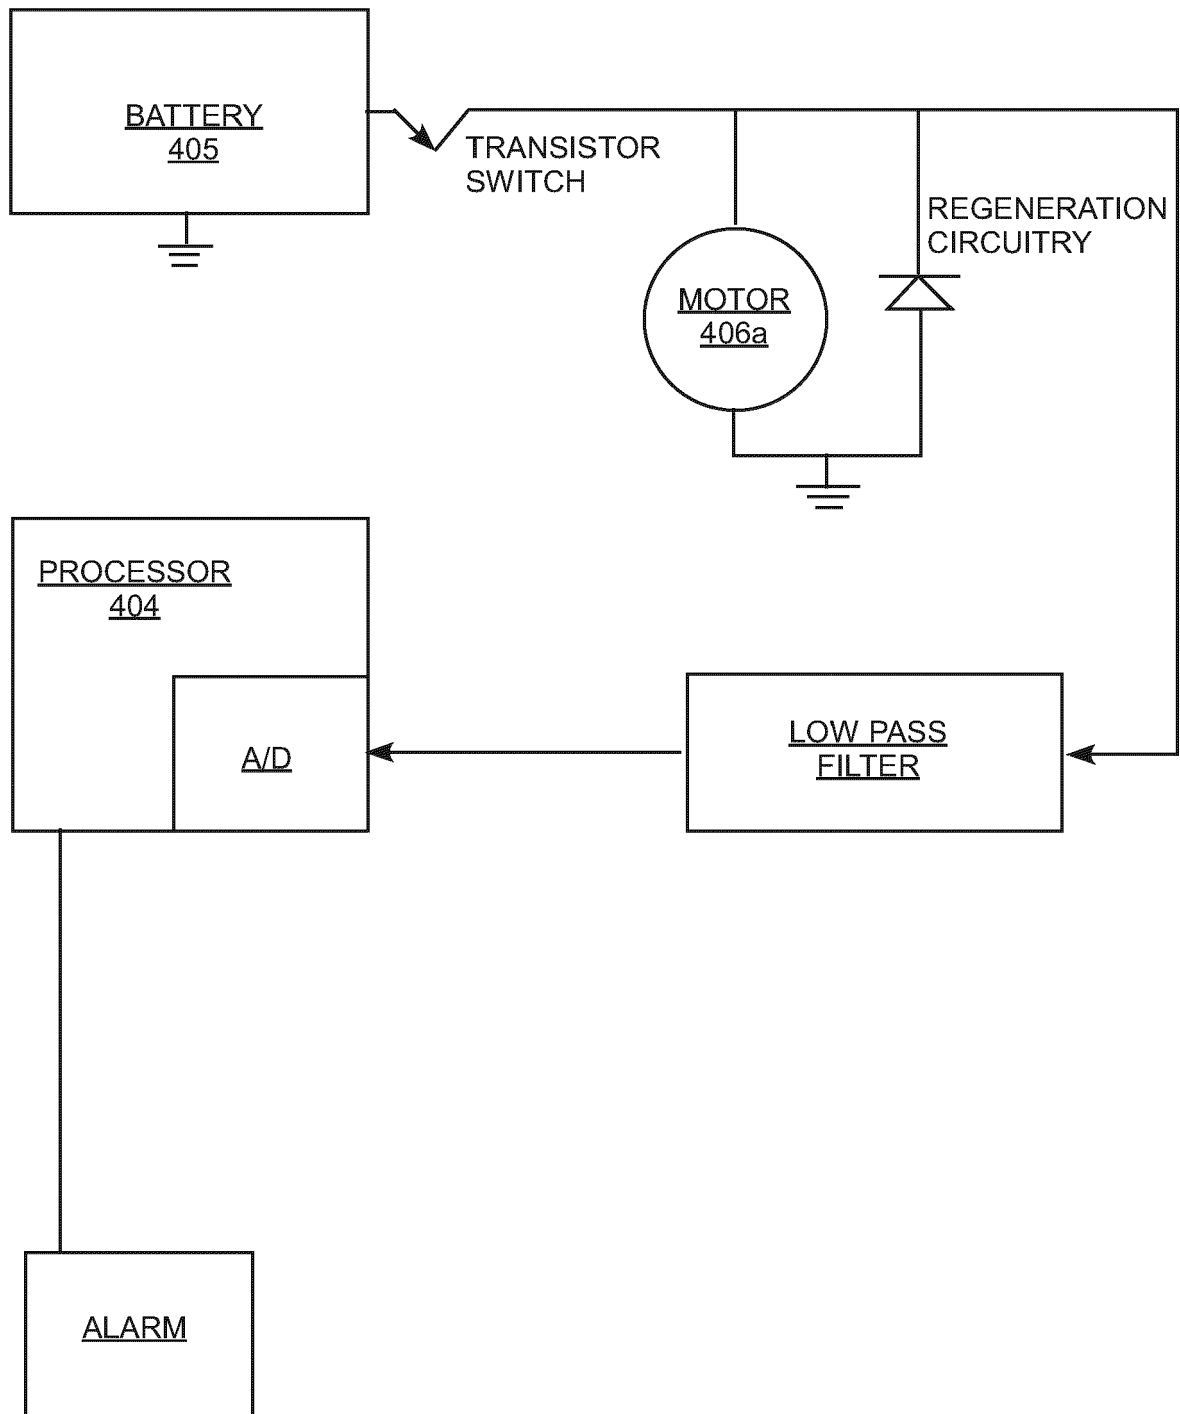 BATTERY
405
TRANSISTOR
SWITCH
REGENERATION
CIRCUITRY
MOTOR
406a
PROCESSOR
404
A/D
LOW PASS
FILTER
ALARM